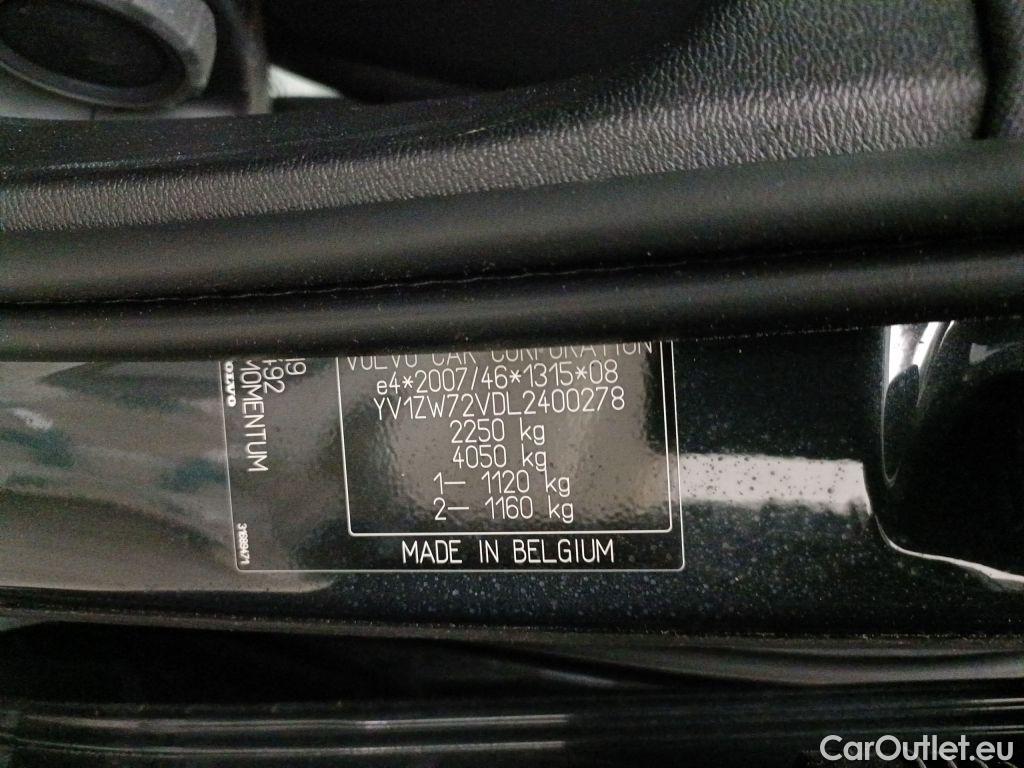 VOLVO CAR CORPORATION
e4*2007/46*1315*08
YV1ZW72VDL2400278
2250 kg
4050 kg
1— 1120 kg
2— 1160 kg
MADE IN BELGIUM
MOMENTUM
VOLVO
31689471
CarOutlet.eu